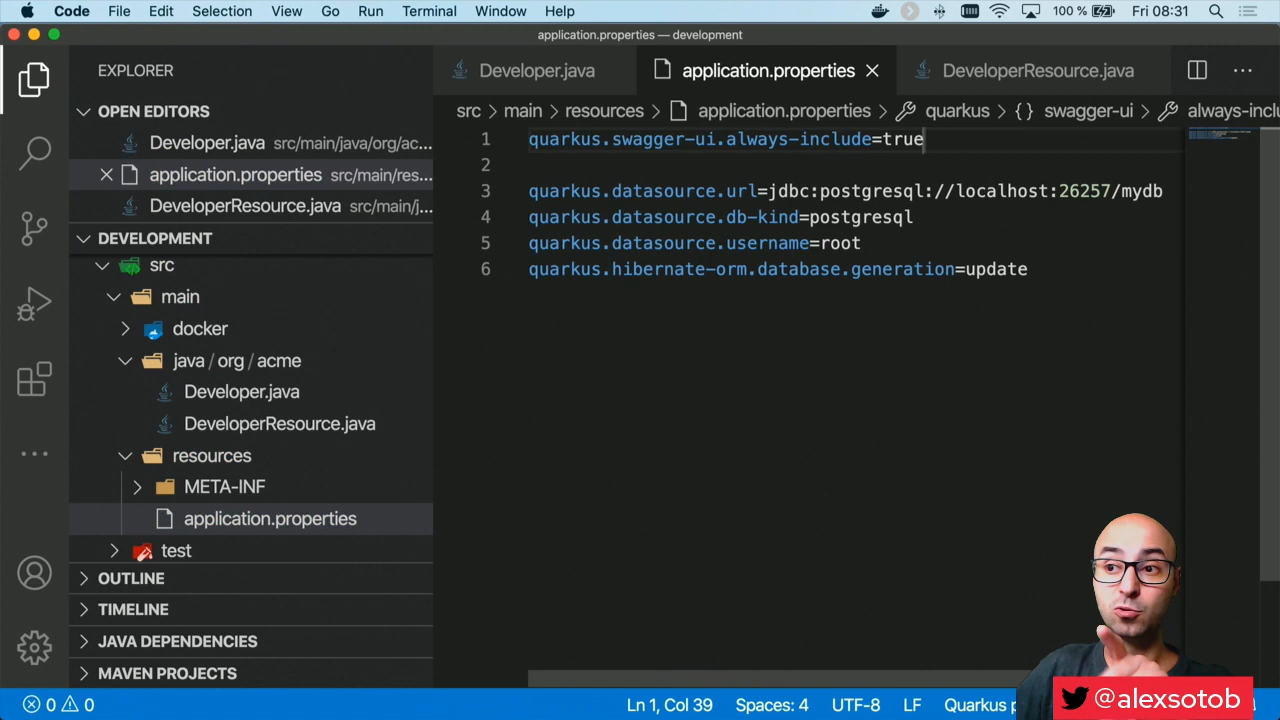 Code File Edit Selection View Go Run Terminal Window Help 100 % Fri 08:31
application.properties — development
EXPLORER
OPEN EDITORS
Developer.java src/main/java/org/ac...
application.properties src/main/res...
DeveloperResource.java src/main/j...
DEVELOPMENT
src
main
docker
java / org / acme
Developer.java
DeveloperResource.java
resources
META-INF
application.properties
test
OUTLINE
TIMELINE
JAVA DEPENDENCIES
MAVEN PROJECTS
Developer.java application.properties DeveloperResource.java
src > main > resources > application.properties > quarkus > {} swagger-ui > always-inclu
1 quarkus.swagger-ui.always-include=true
2
3 quarkus.datasource.url=jdbc:postgresql://localhost:26257/mydb
4 quarkus.datasource.db-kind=postgresql
5 quarkus.datasource.username=root
6 quarkus.hibernate-orm.database.generation=update
0 0 Ln 1, Col 39 Spaces: 4 UTF-8 LF Quarkus p
@alexsotob